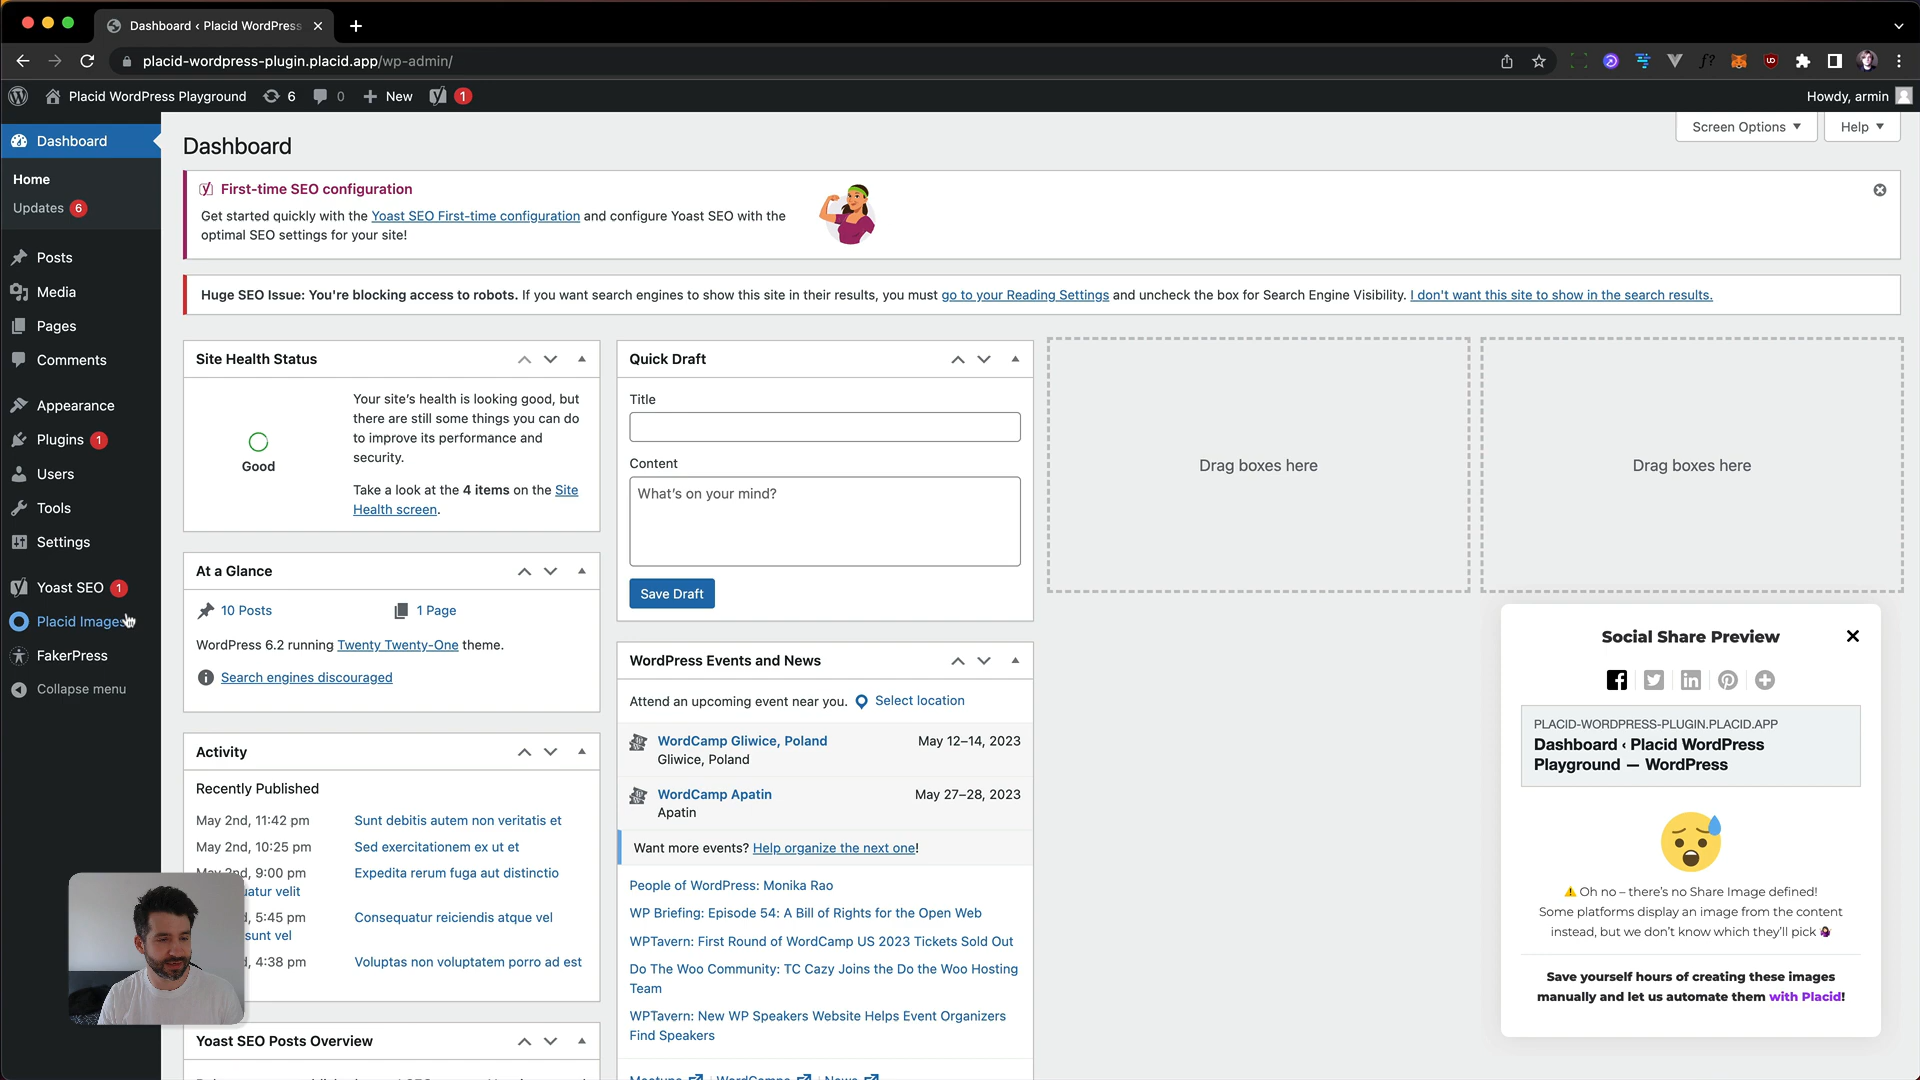 Dashboard ‹ Placid WordPress
placid-wordpress-plugin.placid.app/wp-admin/
Placid WordPress Playground
6
0
New
1
Howdy, armin
Dashboard
Home
Updates 6
Posts
Media
Pages
Comments
Appearance
Plugins 1
Users
Tools
Settings
Yoast SEO 1
Placid Images
FakerPress
Collapse menu
Dashboard
Screen Options
Help
First-time SEO configuration
Get started quickly with the Yoast SEO First-time configuration and configure Yoast SEO with the
optimal SEO settings for your site!
Huge SEO Issue: You're blocking access to robots. If you want search engines to show this site in their results, you must go to your Reading Settings and uncheck the box for Search Engine Visibility. I don't want this site to show in the search results.
Site Health Status
Good
Your site's health is looking good, but
there are still some things you can do
to improve its performance and
security.
Take a look at the 4 items on the Site
Health screen.
At a Glance
10 Posts
1 Page
WordPress 6.2 running Twenty Twenty-One theme.
Search engines discouraged
Activity
Recently Published
May 2nd, 11:42 pm Sunt debitis autem non veritatis et
May 2nd, 10:25 pm Sed exercitationem ex ut et
9:00 pm Expedita rerum fuga aut distinctio
velit
5:45 pm Consequatur reiciendis atque vel
sunt vel
4:38 pm Voluptas non voluptatem porro ad est
Yoast SEO Posts Overview
Quick Draft
Title
Content
What's on your mind?
Save Draft
WordPress Events and News
Attend an upcoming event near you. Select location
WordCamp Gliwice, Poland May 12–14, 2023
Gliwice, Poland
WordCamp Apatin May 27–28, 2023
Apatin
Want more events? Help organize the next one!
People of WordPress: Monika Rao
WP Briefing: Episode 54: A Bill of Rights for the Open Web
WPTavern: First Round of WordCamp US 2023 Tickets Sold Out
Do The Woo Community: TC Cazy Joins the Do the Woo Hosting
Team
WPTavern: New WP Speakers Website Helps Event Organizers
Find Speakers
Drag boxes here
Drag boxes here
Social Share Preview
PLACID-WORDPRESS-PLUGIN.PLACID.APP
Dashboard ‹ Placid WordPress
Playground — WordPress
Oh no – there's no Share Image defined!
Some platforms display an image from the content
instead, but we don't know which they'll pick
Save yourself hours of creating these images
manually and let us automate them with Placid!